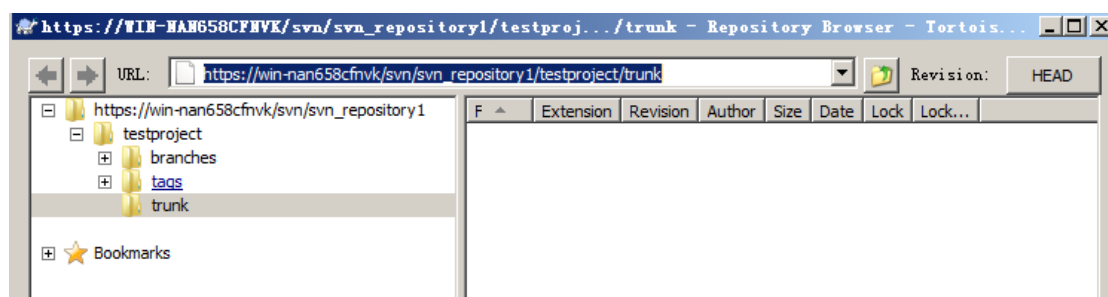 https://WIN-NAN658CFNVK/svn/svn_repository1/testproj.../trunk - Repository Browser - Tortois...
URL: https://win-nan658cfnvk/svn/svn_repository1/testproject/trunk Revision: HEAD
https://win-nan658cfnvk/svn/svn_repository1
F Extension Revision Author Size Date Lock Lock...
testproject
branches
tags
trunk
Bookmarks